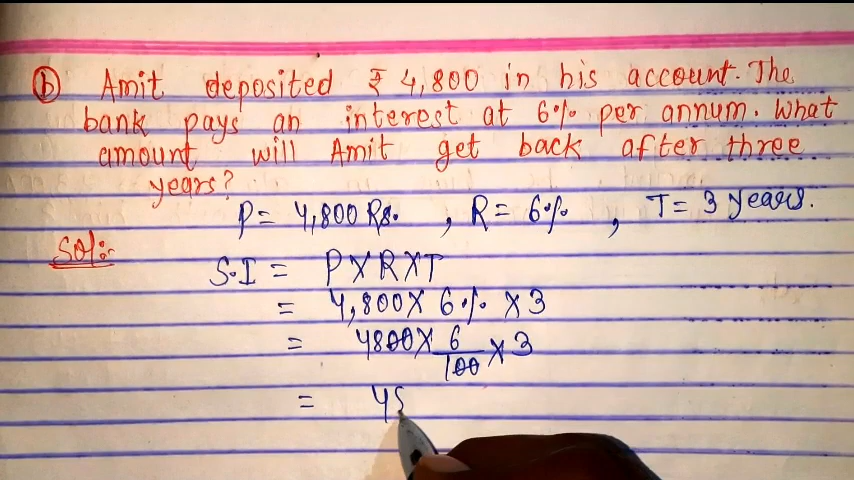 b Amit deposited ₹ 4,800 in his account. The
bank pays an interest at 6% per annum. What
amount will Amit get back after three
years?
P= 4,800 Rs. , R= 6% , T= 3 years.
Sol:-
S.I = P×R×T
= 4,800× 6% ×3
= 4800× 6/100 ×3
= 4